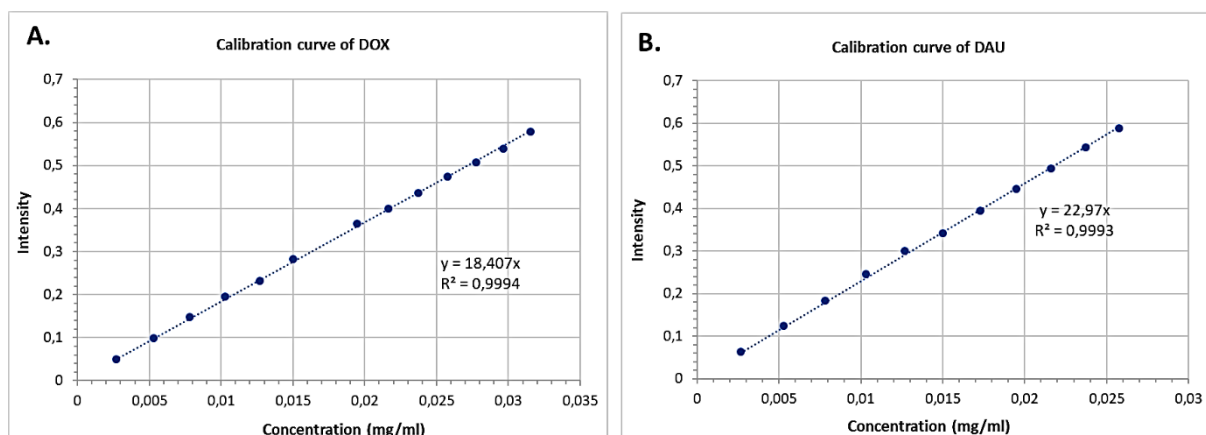 A.
Calibration curve of DOX
0,7
0,6
0,5
0,4
0,3
0,2
0,1
0
Intensity
y = 18,407x
R² = 0,9994
0 0,005 0,01 0,015 0,02 0,025 0,03 0,035
Concentration (mg/ml)
B.
Calibration curve of DAU
0,7
0,6
0,5
0,4
0,3
0,2
0,1
0
Intensity
y = 22,97x
R² = 0,9993
0 0,005 0,01 0,015 0,02 0,025 0,03
Concentration (mg/ml)